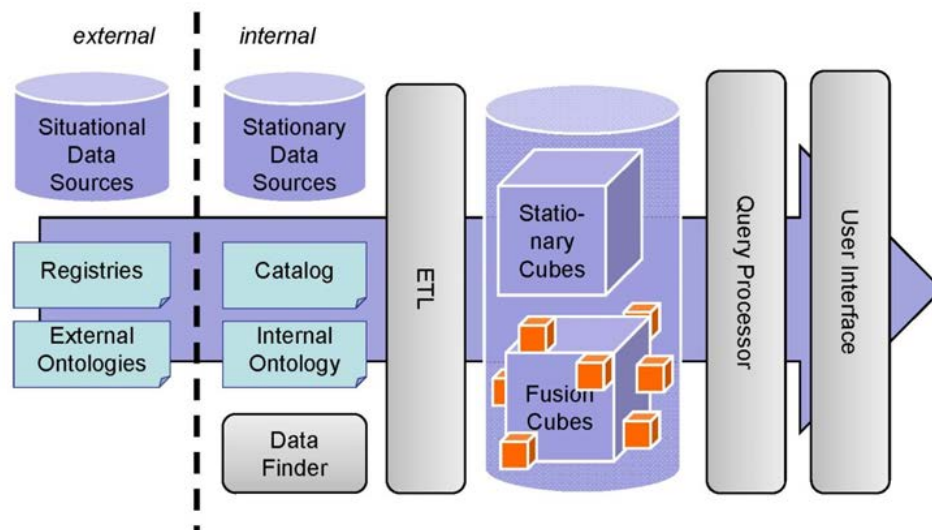 external
internal
Situational
Data
Sources
Stationary
Data
Sources
Registries
External
Ontologies
Catalog
Internal
Ontology
Data
Finder
ETL
Statio-
nary
Cubes
Fusion
Cubes
Query Processor
User Interface